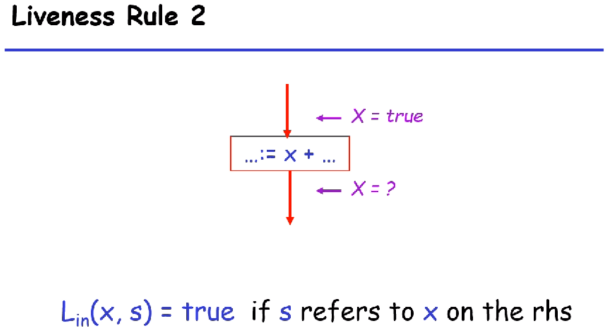 Liveness Rule 2
X = true
...:= x + ...
X = ?
Lin(x, s) = true if s refers to x on the rhs